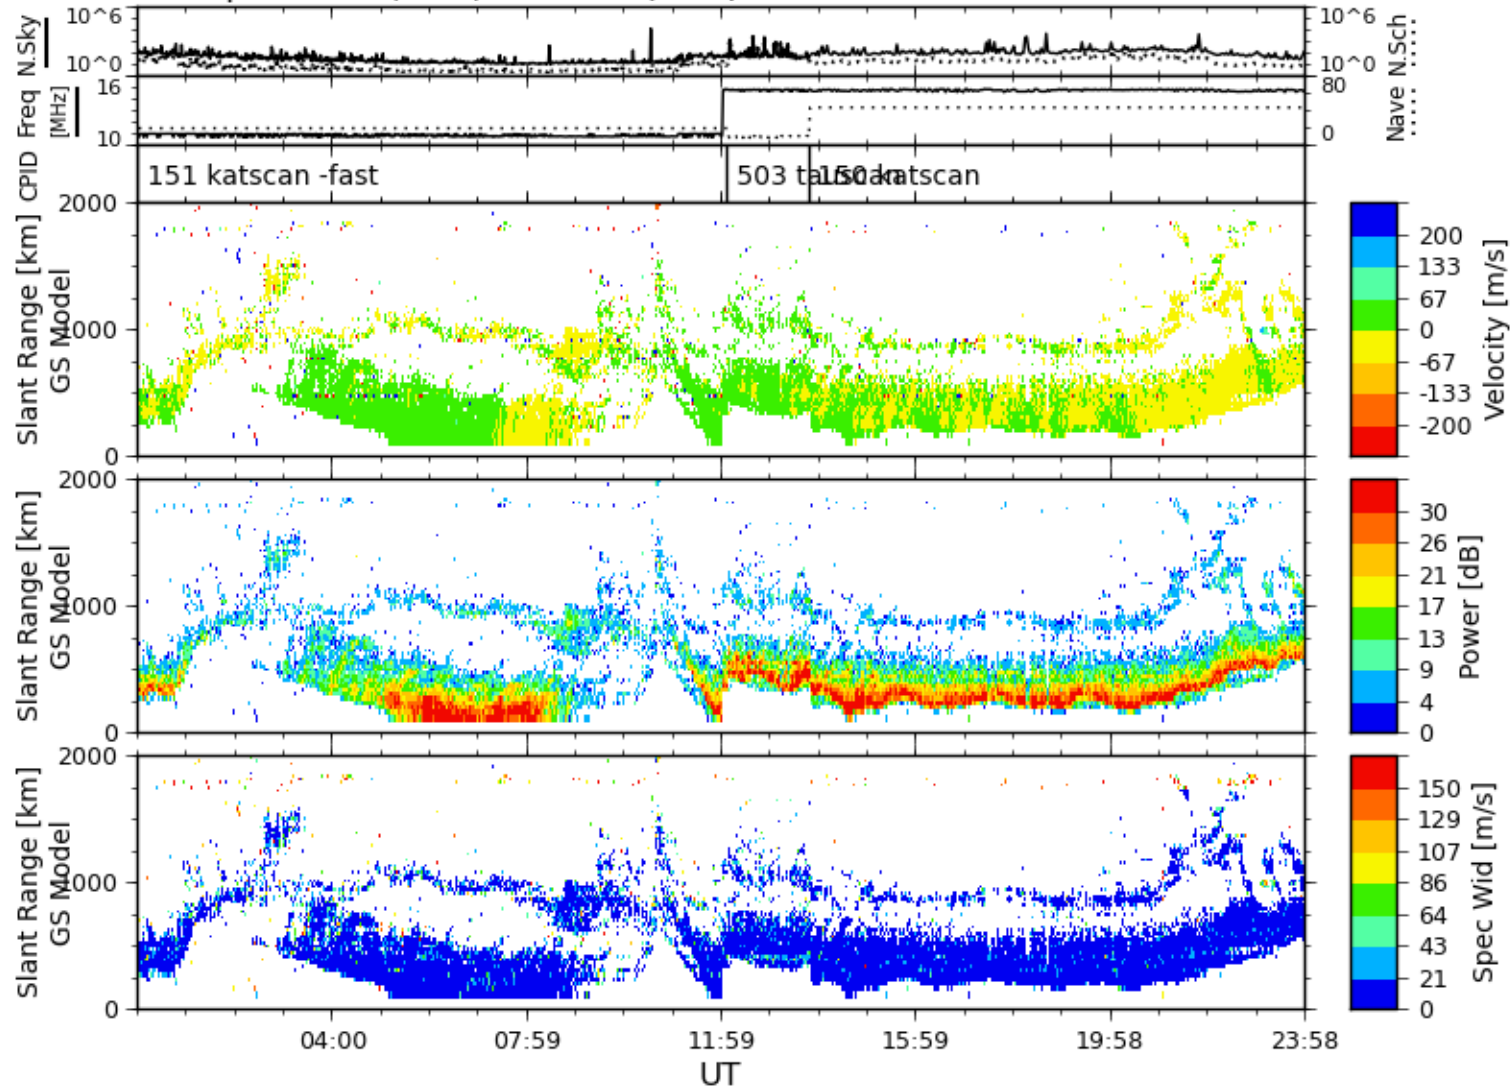 N.Sky
10^6
10^0
10^6
10^0
N.Sch
Freq
[MHz]
16
10
80
0
Nave
CPID
151 katscan -fast
503 tauscan
150 katscan
Slant Range [km]
GS Model
2000
1000
0
200
133
67
0
-67
-133
-200
Velocity [m/s]
Slant Range [km]
GS Model
2000
1000
0
30
26
21
17
13
9
4
0
Power [dB]
Slant Range [km]
GS Model
2000
1000
0
150
129
107
86
64
43
21
0
Spec Wid [m/s]
04:00 07:59 11:59 15:59 19:58 23:58
UT